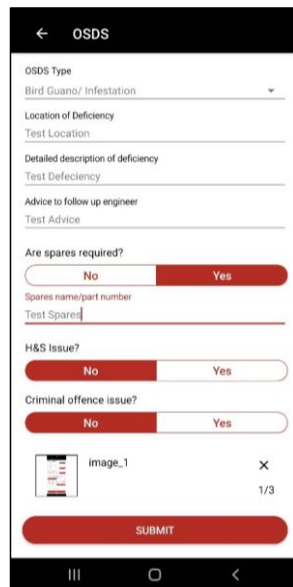 OSDS
OSDS Type
Bird Guano/ Infestation
Location of Deficiency
Test Location
Detailed description of deficiency
Test Defeciency
Advice to follow up engineer
Test Advice
Are spares required?
No Yes
Spares name/part number
Test Spares
H&S Issue?
No Yes
Criminal offence issue?
No Yes
image_1
1/3
SUBMIT